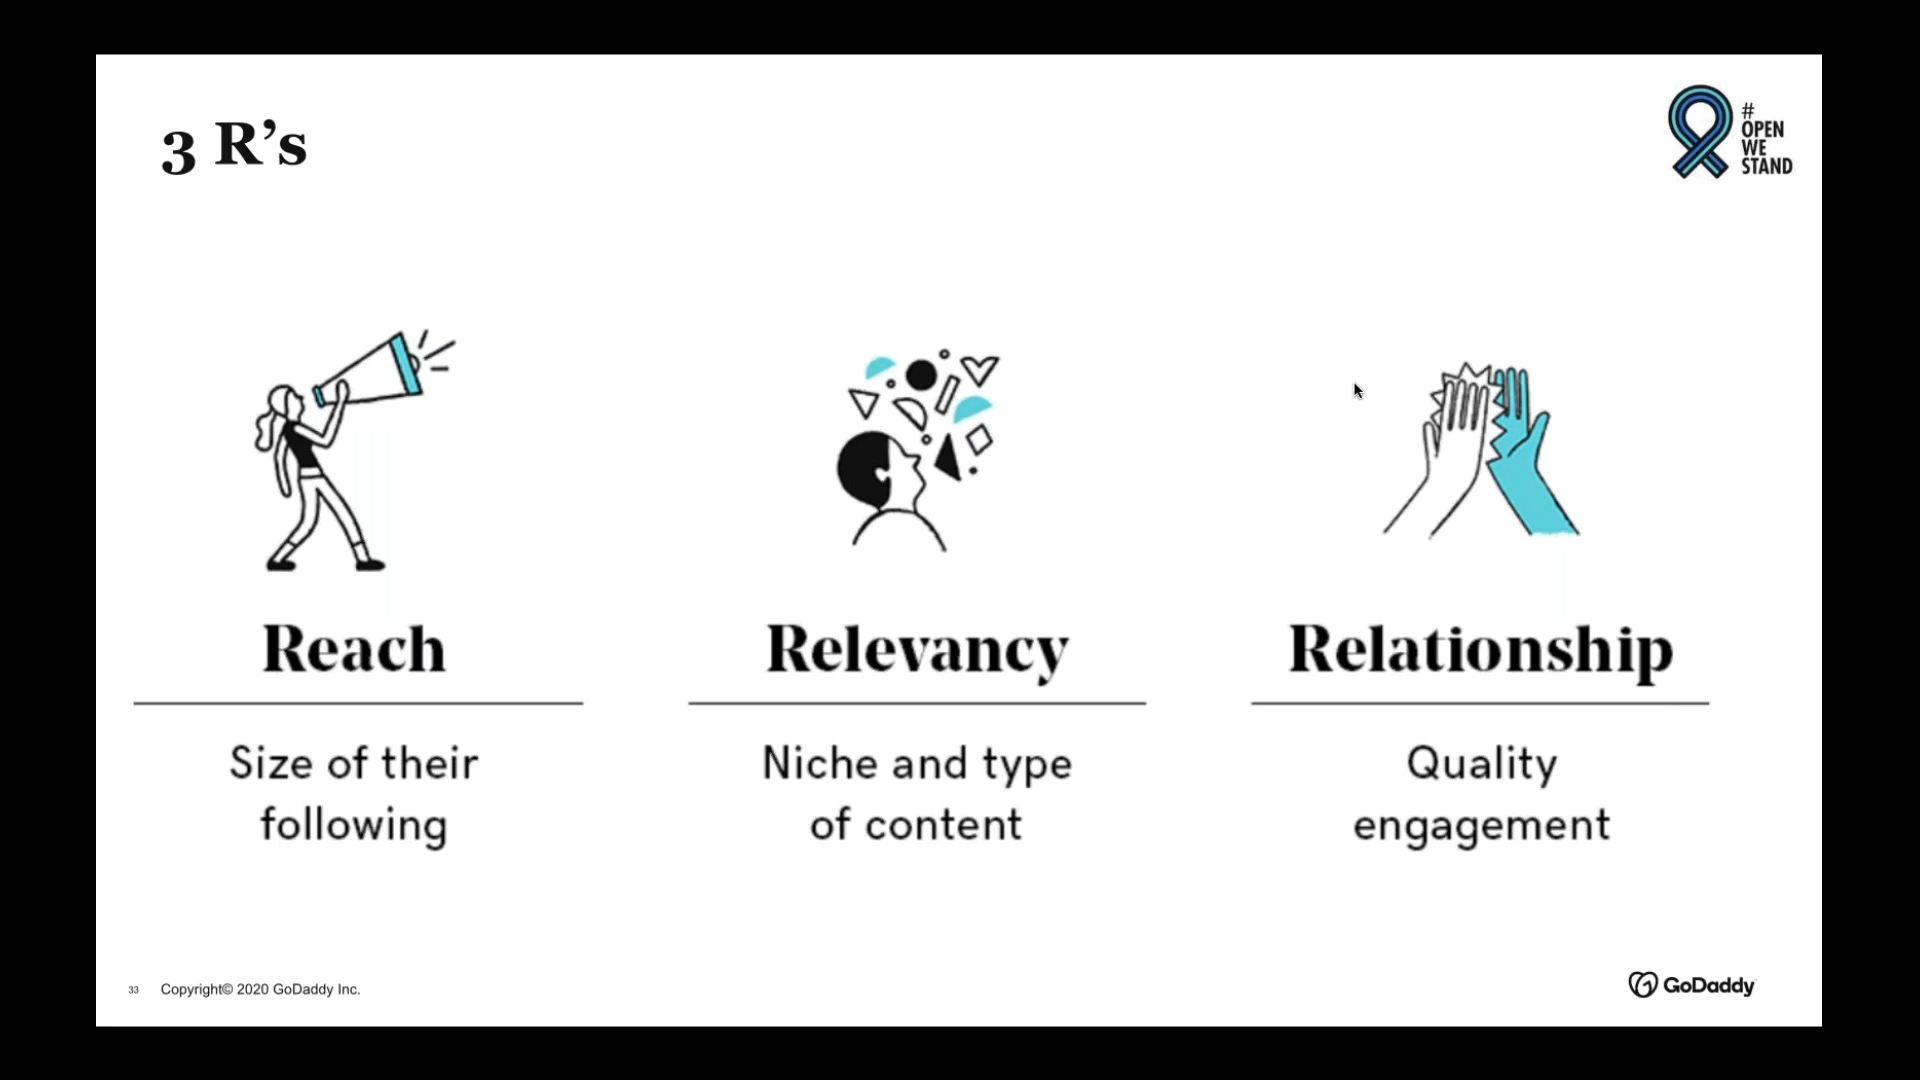 3 R’s
#
OPEN
WE
STAND
Reach
Relevancy
Relationship
Size of their
following
Niche and type
of content
Quality
engagement
33
Copyright© 2020 GoDaddy Inc.
GoDaddy